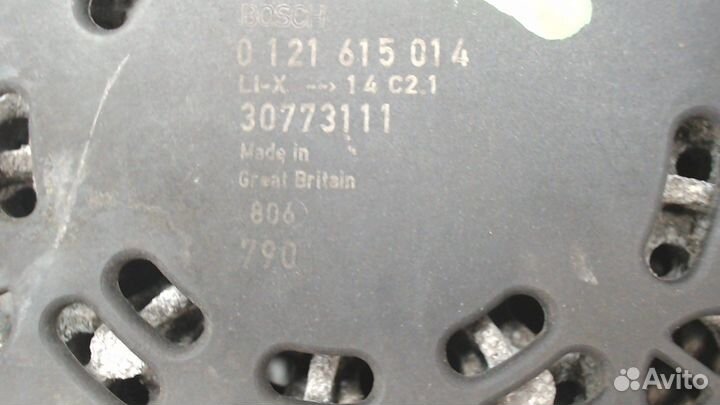 BOSCH
0 121 615 014
LI-X --> 14 C2.1
30773111
Made in
Great Britain
806
790
Avito